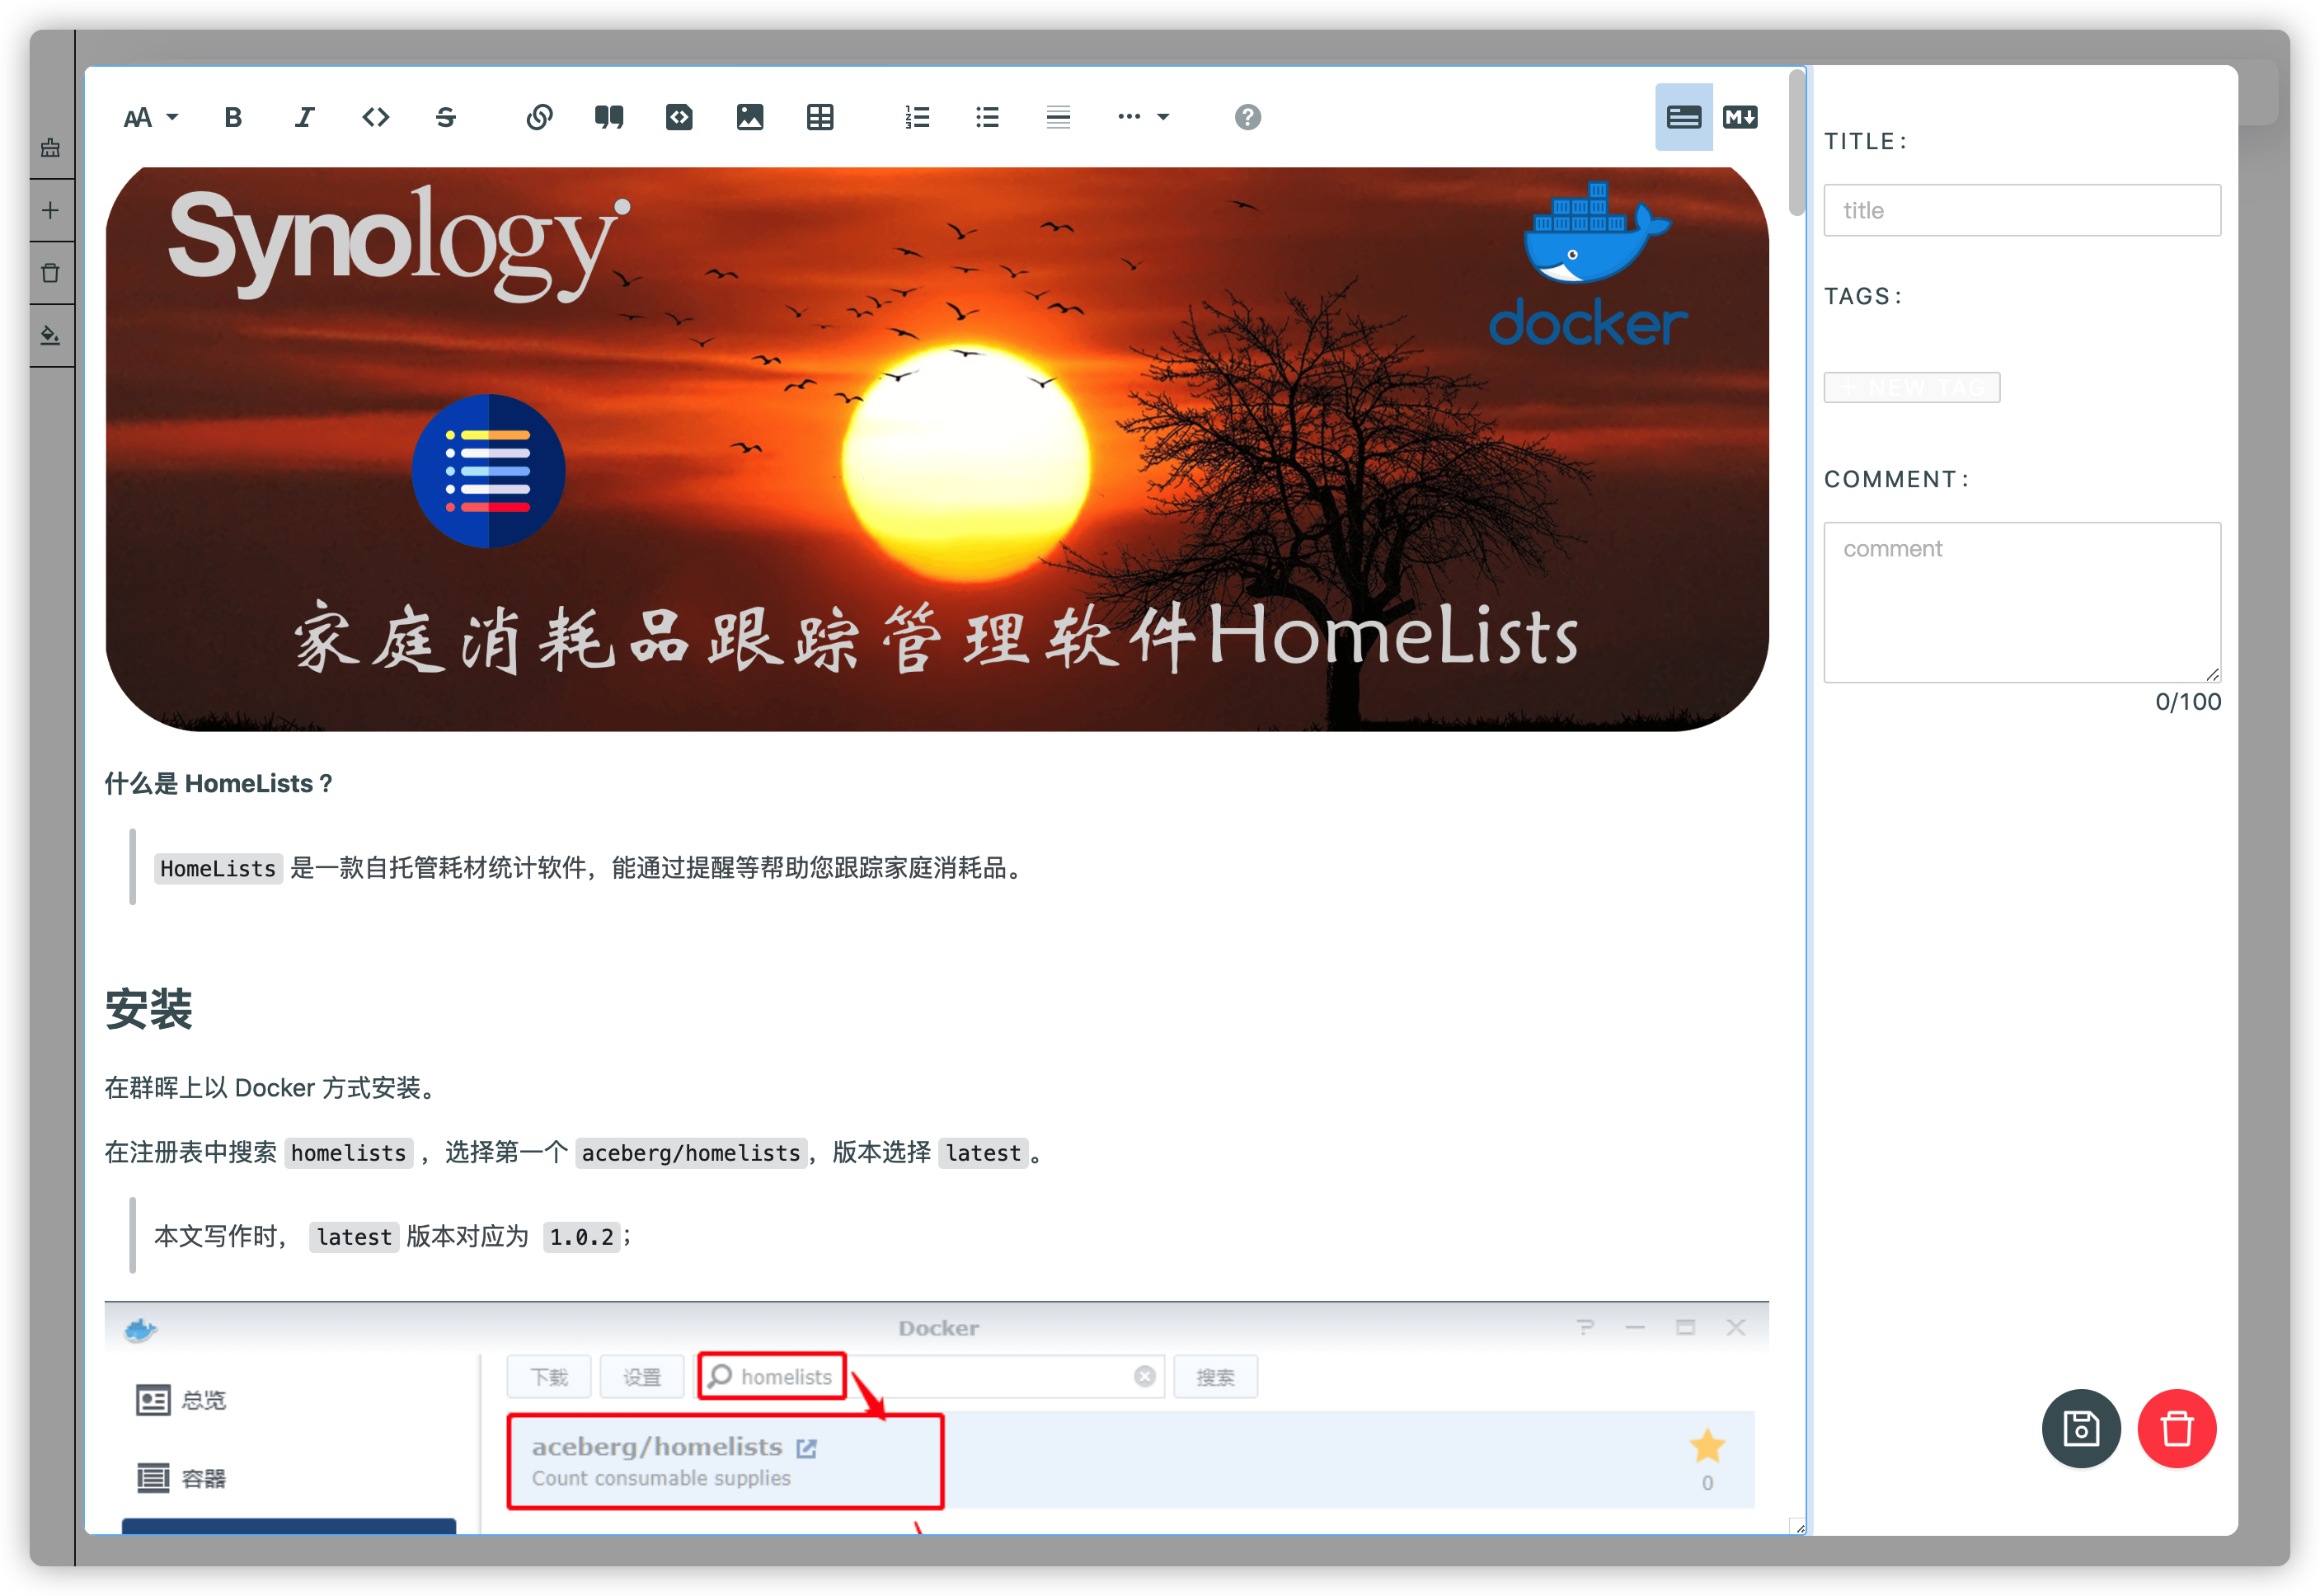 AA B I <> S M↓
Synology
docker
家庭消耗品跟踪管理软件HomeLists
什么是 HomeLists ?
HomeLists 是一款自托管耗材统计软件，能通过提醒等帮助您跟踪家庭消耗品。
安装
在群晖上以 Docker 方式安装。
在注册表中搜索 homelists ，选择第一个 aceberg/homelists，版本选择 latest。
本文写作时， latest 版本对应为 1.0.2；
Docker
总览
容器
下载 设置 homelists 搜索
aceberg/homelists
Count consumable supplies
0
TITLE:
title
TAGS:
+ NEW TAG
COMMENT:
comment
0/100